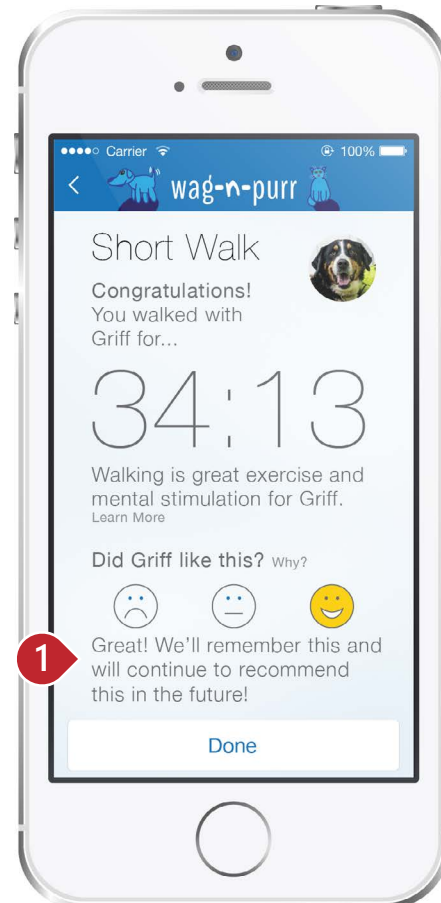 Carrier 100%
wag-n-purr
Short Walk
Congratulations!
You walked with
Griff for...
34:13
Walking is great exercise and
mental stimulation for Griff.
Learn More
Did Griff like this? Why?
1
Great! We'll remember this and
will continue to recommend
this in the future!
Done